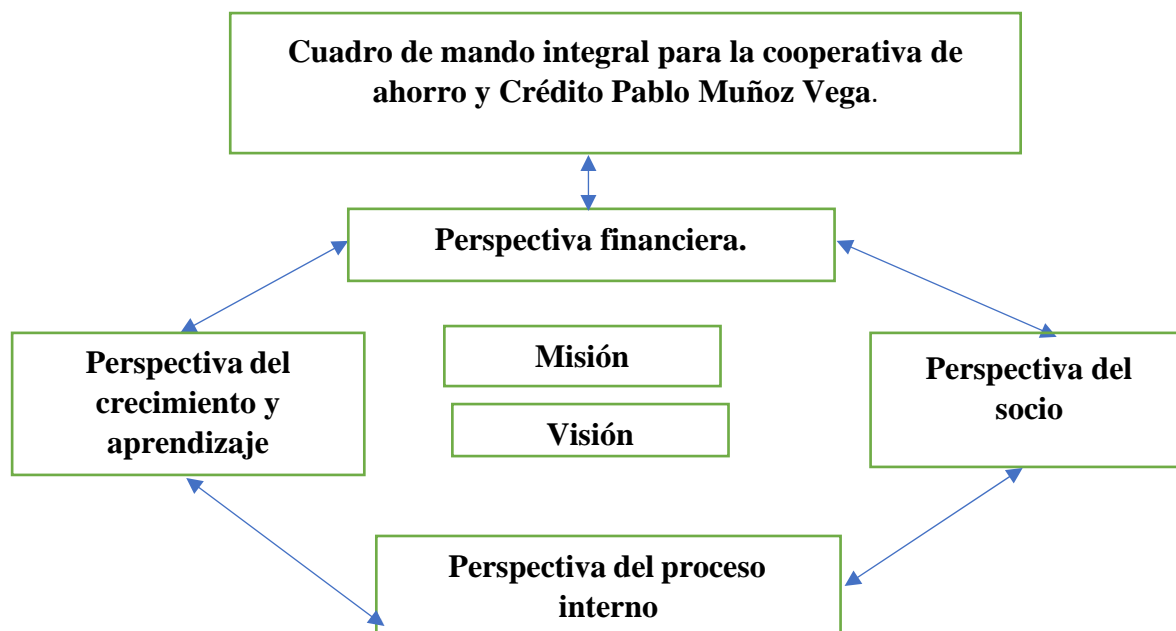 Cuadro de mando integral para la cooperativa de
ahorro y Crédito Pablo Muñoz Vega.
Perspectiva financiera.
Perspectiva del
crecimiento y
aprendizaje
Misión
Visión
Perspectiva del
socio
Perspectiva del proceso
interno